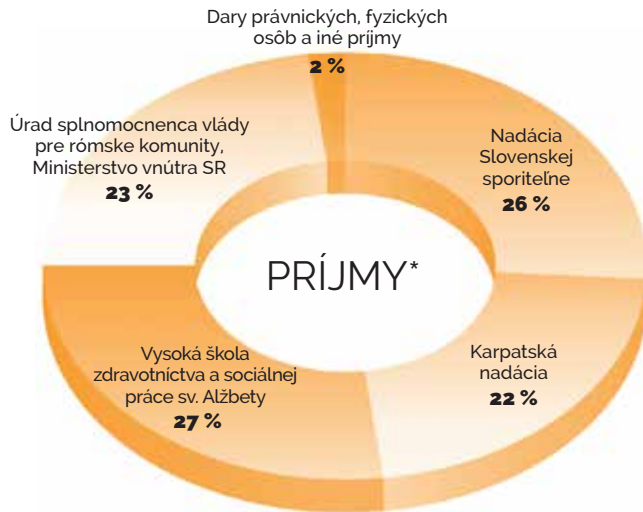 Dary právnických, fyzických
osôb a iné príjmy
2 %
Úrad splnomocnenca vlády
pre rómske komunity,
Ministerstvo vnútra SR
23 %
Nadácia
Slovenskej
sporiteľne
26 %
PRÍJMY*
Vysoká škola
zdravotníctva a sociálnej
práce sv. Alžbety
27 %
Karpatská
nadácia
22 %